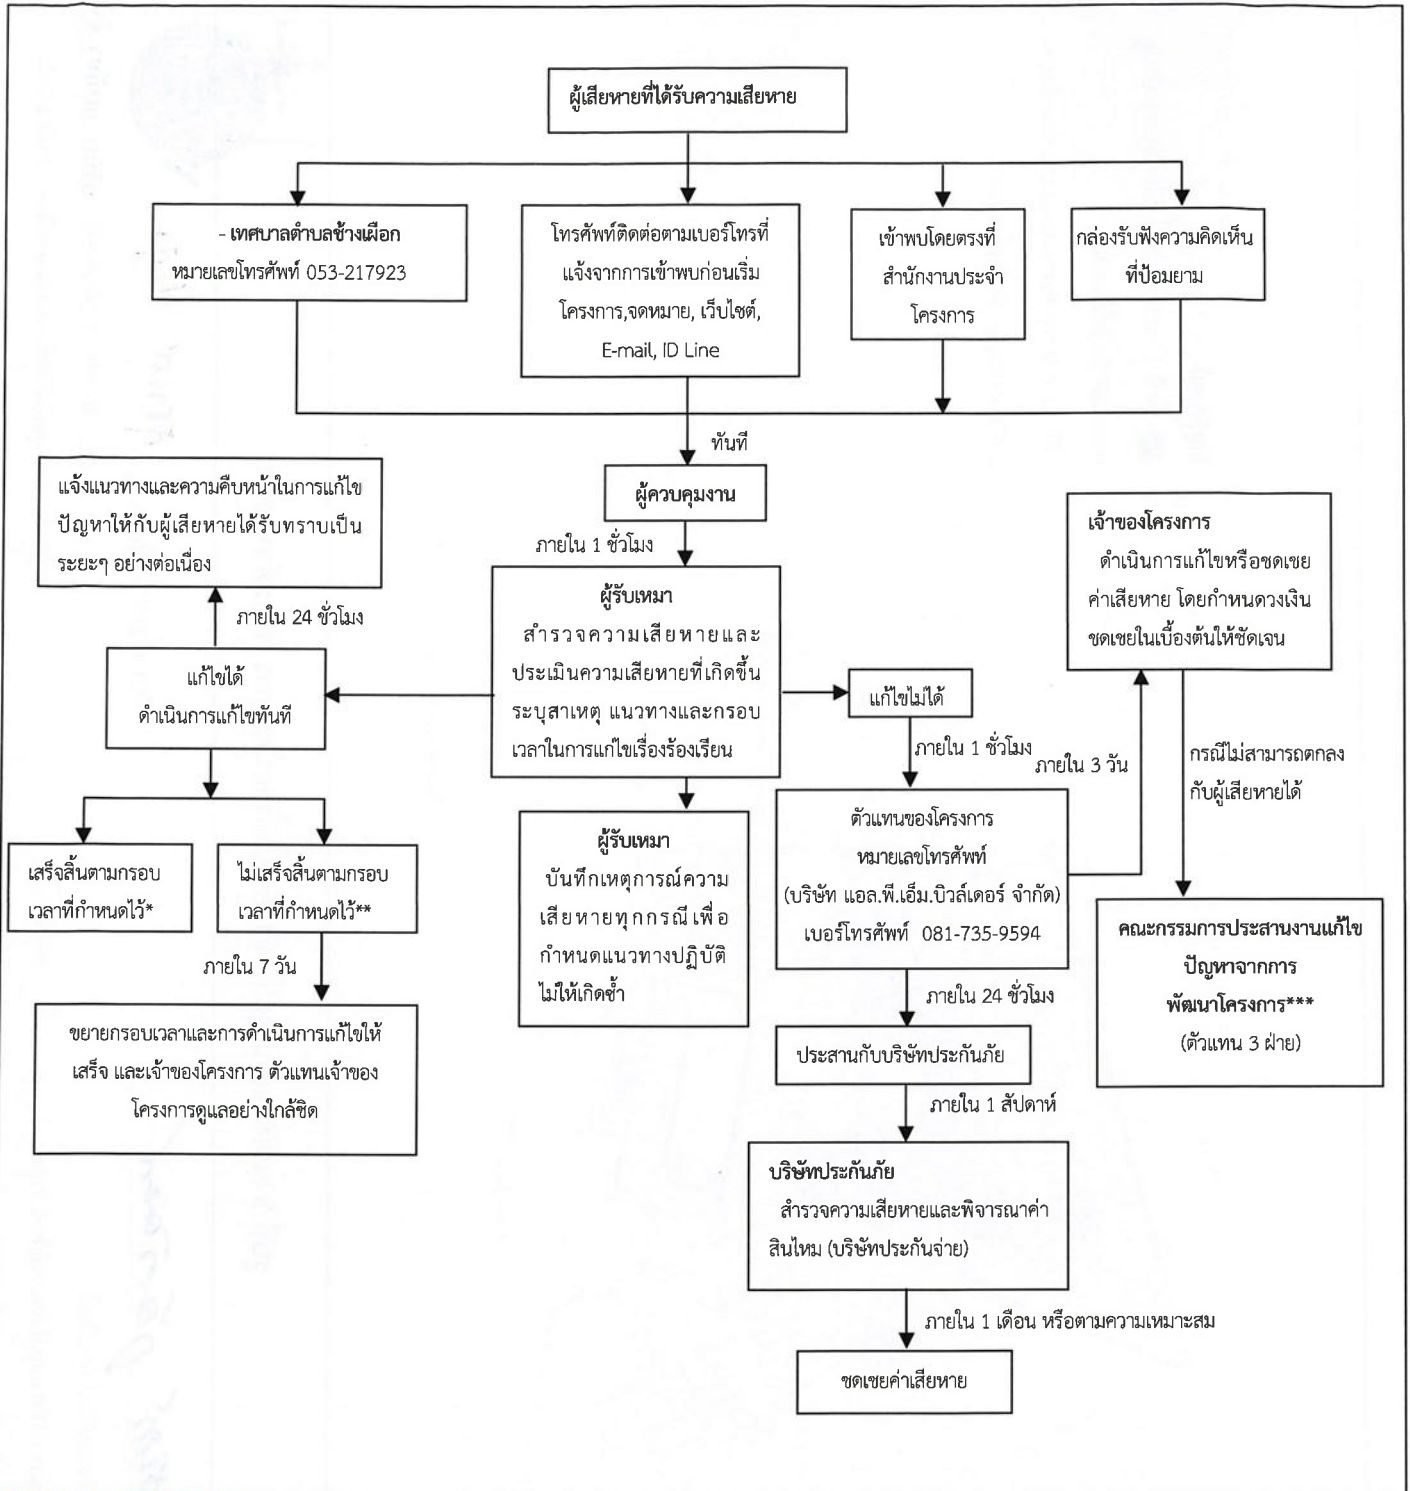 ผู้เสียหายที่ได้รับความเสียหาย
- เทศบาลตำบลช้างเผือก
หมายเลขโทรศัพท์ 053-217923
โทรศัพท์ติดต่อตามเบอร์โทรที่
แจ้งจากการเข้าพบก่อนเริ่ม
โครงการ,จดหมาย, เว็บไซต์,
E-mail, ID Line
เข้าพบโดยตรงที่
สำนักงานประจำ
โครงการ
กล่องรับฟังความคิดเห็น
ที่ป้อมยาม
ทันที
ผู้ควบคุมงาน
ภายใน 1 ชั่วโมง
ผู้รับเหมา
สำรวจความเสียหายและ
ประเมินความเสียหายที่เกิดขึ้น
ระบุสาเหตุ แนวทางและกรอบ
เวลาในการแก้ไขเรื่องร้องเรียน
แจ้งแนวทางและความคืบหน้าในการแก้ไข
ปัญหาให้กับผู้เสียหายได้รับทราบเป็น
ระยะๆ อย่างต่อเนื่อง
ภายใน 24 ชั่วโมง
แก้ไขได้
ดำเนินการแก้ไขทันที
เสร็จสิ้นตามกรอบ
เวลาที่กำหนดไว้*
ไม่เสร็จสิ้นตามกรอบ
เวลาที่กำหนดไว้**
ภายใน 7 วัน
ขยายกรอบเวลาและการดำเนินการแก้ไขให้
เสร็จ และเจ้าของโครงการ ตัวแทนเจ้าของ
โครงการดูแลอย่างใกล้ชิด
ผู้รับเหมา
บันทึกเหตุการณ์ความ
เสียหายทุกกรณีเพื่อ
กำหนดแนวทางปฏิบัติ
ไม่ให้เกิดซ้ำ
แก้ไขไม่ได้
ภายใน 1 ชั่วโมง
ตัวแทนของโครงการ
หมายเลขโทรศัพท์
(บริษัท แอล.พี.เอ็ม.บิวล์เดอร์ จำกัด)
เบอร์โทรศัพท์ 081-735-9594
ภายใน 3 วัน
เจ้าของโครงการ
ดำเนินการแก้ไขหรือชดเชย
ค่าเสียหาย โดยกำหนดวงเงิน
ชดเชยในเบื้องต้นให้ชัดเจน
กรณีไม่สามารถตกลง
กับผู้เสียหายได้
คณะกรรมการประสานงานแก้ไข
ปัญหาจากการ
พัฒนาโครงการ***
(ตัวแทน 3 ฝ่าย)
ภายใน 24 ชั่วโมง
ประสานกับบริษัทประกันภัย
ภายใน 1 สัปดาห์
บริษัทประกันภัย
สำรวจความเสียหายและพิจารณาค่า
สินไหม (บริษัทประกันจ่าย)
ภายใน 1 เดือน หรือตามความเหมาะสม
ชดเชยค่าเสียหาย